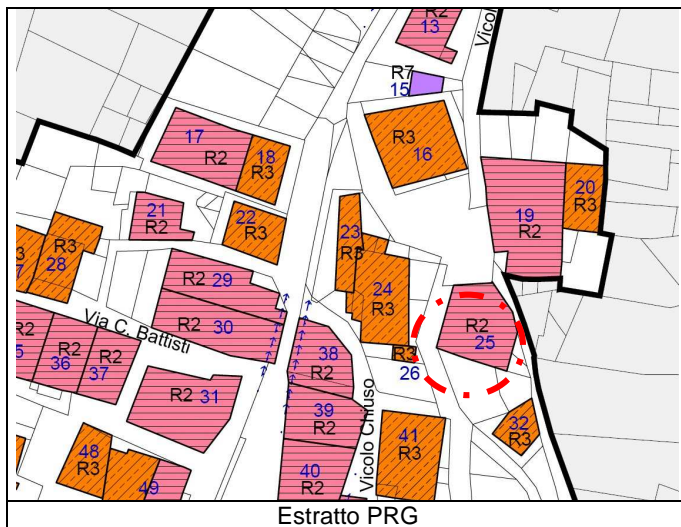 R2
13
Vicolo
R7
15
17
R2
18
R3
R3
16
20
R3
19
R2
21
R2
22
R3
23
R3
R3
28
7
R2 29
R2 30
24
R3
R2
25
Via C. Battisti
R2
R2
36
R2
37
38
R2
R3
26
R2 31
39
R2
Vicolo Chiuso
41
R3
32
R3
48
R3
49
40
R2
Estratto PRG